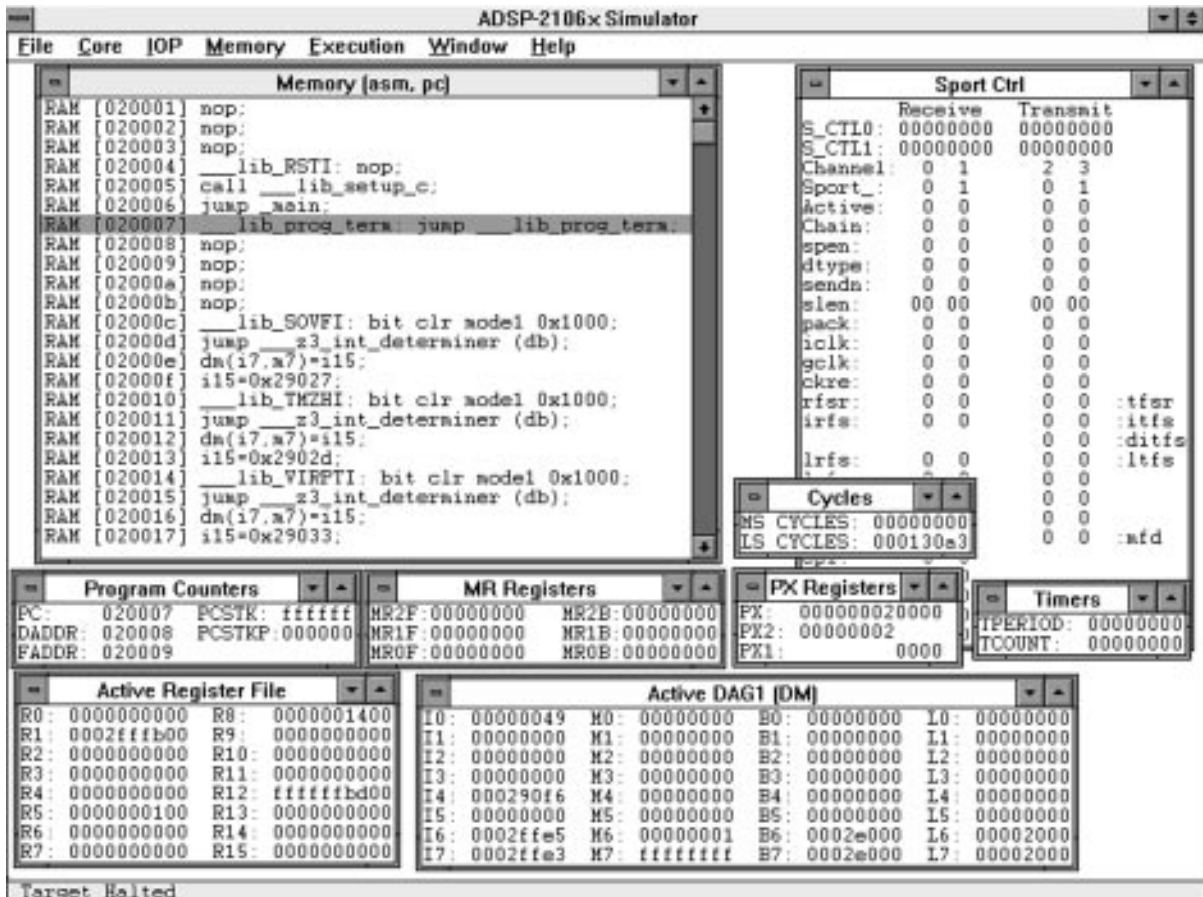 ADSP-2106x Simulator
File Core IOP Memory Execution Window Help
Memory (asm, pc)
RAM [020001] nop;
RAM [020002] nop;
RAM [020003] nop;
RAM [020004] ___lib_RSTI: nop;
RAM [020005] call ___lib_setup_c;
RAM [020006] jump _main;
RAM [020007] ___lib_prog_term: jump ___lib_prog_term;
RAM [020008] nop;
RAM [020009] nop;
RAM [02000a] nop;
RAM [02000b] nop;
RAM [02000c] ___lib_SOVFI: bit clr mode1 0x1000;
RAM [02000d] jump ___z3_int_determiner (db);
RAM [02000e] dm(i7,m7)=i15;
RAM [02000f] i15=0x29027;
RAM [020010] ___lib_TMZHI: bit clr mode1 0x1000;
RAM [020011] jump ___z3_int_determiner (db);
RAM [020012] dm(i7,m7)=i15;
RAM [020013] i15=0x2902d;
RAM [020014] ___lib_VIRPTI: bit clr mode1 0x1000;
RAM [020015] jump ___z3_int_determiner (db);
RAM [020016] dm(i7,m7)=i15;
RAM [020017] i15=0x29033;
Sport Ctrl
Receive Transmit
S_CTL0: 00000000 00000000
S_CTL1: 00000000 00000000
Channel: 0 1 2 3
Sport_: 0 1 0 1
Active: 0 0 0 0
Chain: 0 0 0 0
spen: 0 0 0 0
dtype: 0 0 0 0
sendn: 0 0 0 0
slen: 00 00 00 00
pack: 0 0 0 0
iclk: 0 0 0 0
gclk: 0 0 0 0
ckre: 0 0 0 0
rfsr: 0 0 0 0 :tfsr
irfs: 0 0 0 0 :itfs
0 0 :ditfs
lrfs: 0 0 0 0 :ltfs
0 0
0 0
0 0
0 0 :mfd
Cycles
MS CYCLES: 00000000
LS CYCLES: 000130a3
Program Counters
PC: 020007 PCSTK: ffffff
DADDR: 020008 PCSTKP:000000
FADDR: 020009
MR Registers
MR2F:00000000 MR2B:00000000
MR1F:00000000 MR1B:00000000
MR0F:00000000 MR0B:00000000
PX Registers
PX: 000000020000
PX2: 00000002
PX1: 0000
Timers
TPERIOD: 00000000
TCOUNT: 00000000
Active Register File
R0: 0000000000 R8: 0000001400
R1: 0002fffb00 R9: 0000000000
R2: 0000000000 R10: 0000000000
R3: 0000000000 R11: 0000000000
R4: 0000000000 R12: ffffffbd00
R5: 0000000100 R13: 0000000000
R6: 0000000000 R14: 0000000000
R7: 0000000000 R15: 0000000000
Active DAG1 (DM)
I0: 00000049 M0: 00000000 B0: 00000000 L0: 00000000
I1: 00000000 M1: 00000000 B1: 00000000 L1: 00000000
I2: 00000000 M2: 00000000 B2: 00000000 L2: 00000000
I3: 00000000 M3: 00000000 B3: 00000000 L3: 00000000
I4: 000290f6 M4: 00000000 B4: 00000000 L4: 00000000
I5: 00000000 M5: 00000000 B5: 00000000 L5: 00000000
I6: 0002ffe5 M6: 00000001 B6: 0002e000 L6: 00002000
I7: 0002ffe3 M7: ffffffff B7: 0002e000 L7: 00002000
Target Halted